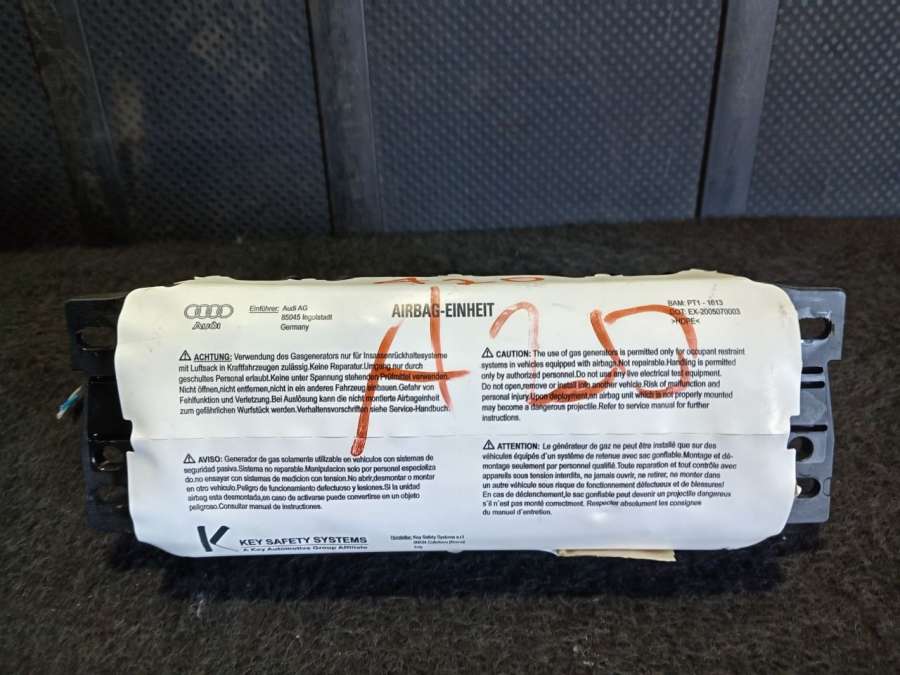 Audi
Einführer: Audi AG
85045 Ingolstadt
Germany
AIRBAG-EINHEIT
BAM: PT1 - 1613
DOT: EX-2005070003
>HDPE<
A20
⚠ ACHTUNG: Verwendung des Gasgenerators nur für Insassenrückhaltesysteme
mit Luftsack in Kraftfahrzeugen zulässig.Keine Reparatur.Umgang nur durch
geschultes Personal erlaubt.Keine unter Spannung stehenden Prüfmittel verwenden.
Nicht öffnen,nicht entfernen,nicht in ein anderes Fahrzeug einbauen.Gefahr von
Fehlfunktion und Verletzung.Bei Auslösung kann die nicht montierte Airbageinheit
zum gefährlichen Wurfstück werden.Verhaltensvorschriften siehe Service-Handbuch.
⚠ CAUTION: The use of gas generators is permitted only for occupant restraint
systems in vehicles equipped with airbags.Not repairable.Handling is permitted
only by authorized personnel.Do not use any live electrical test equipment.
Do not open,remove or install in another vehicle.Risk of malfunction and
personal injury.Upon deployment,an airbag unit which is not properly mounted
may become a dangerous projectile.Refer to service manual for further
instructions.
⚠ AVISO: Generador de gas solamente utilizable en vehiculos con sistemas de
seguridad pasiva.Sistema no reparable.Manipulacion solo por personal especializa
do.no ensayar con sistemas de medicion con tension.No abrir,desmontar o montar
en otro vehiculo.Peligro de funcionamiento defectuoso y lesiones.Si la unidad
airbag esta desmontada,en caso de activarse puede convertirse en un objeto
peligroso.Consultar manual de instrucciones.
⚠ ATTENTION: Le générateur de gaz ne peut être installé que sur des
véhicules équipés d'un système de retenue avec sac gonflable.Montage et dé-
montage seulement par personnel qualifié.Toute reparation et tout contrôle avec
appareils sous tension interdits, ne jamais ouvrir, ne retirer, ne monter dans
un autre véhicule sous risque de fonctionnement défectueux et de blessures!
En cas de déclenchement,le sac gonflable peut devenir un projectile dangereux
s'il n'est pas monté correctment. Respecter absolument les consignes
du manuel d'entretien.
K KEY SAFETY SYSTEMS
A Key Automotive Group Affiliate
Hersteller: Key Safety Systems s.r.l
Italy